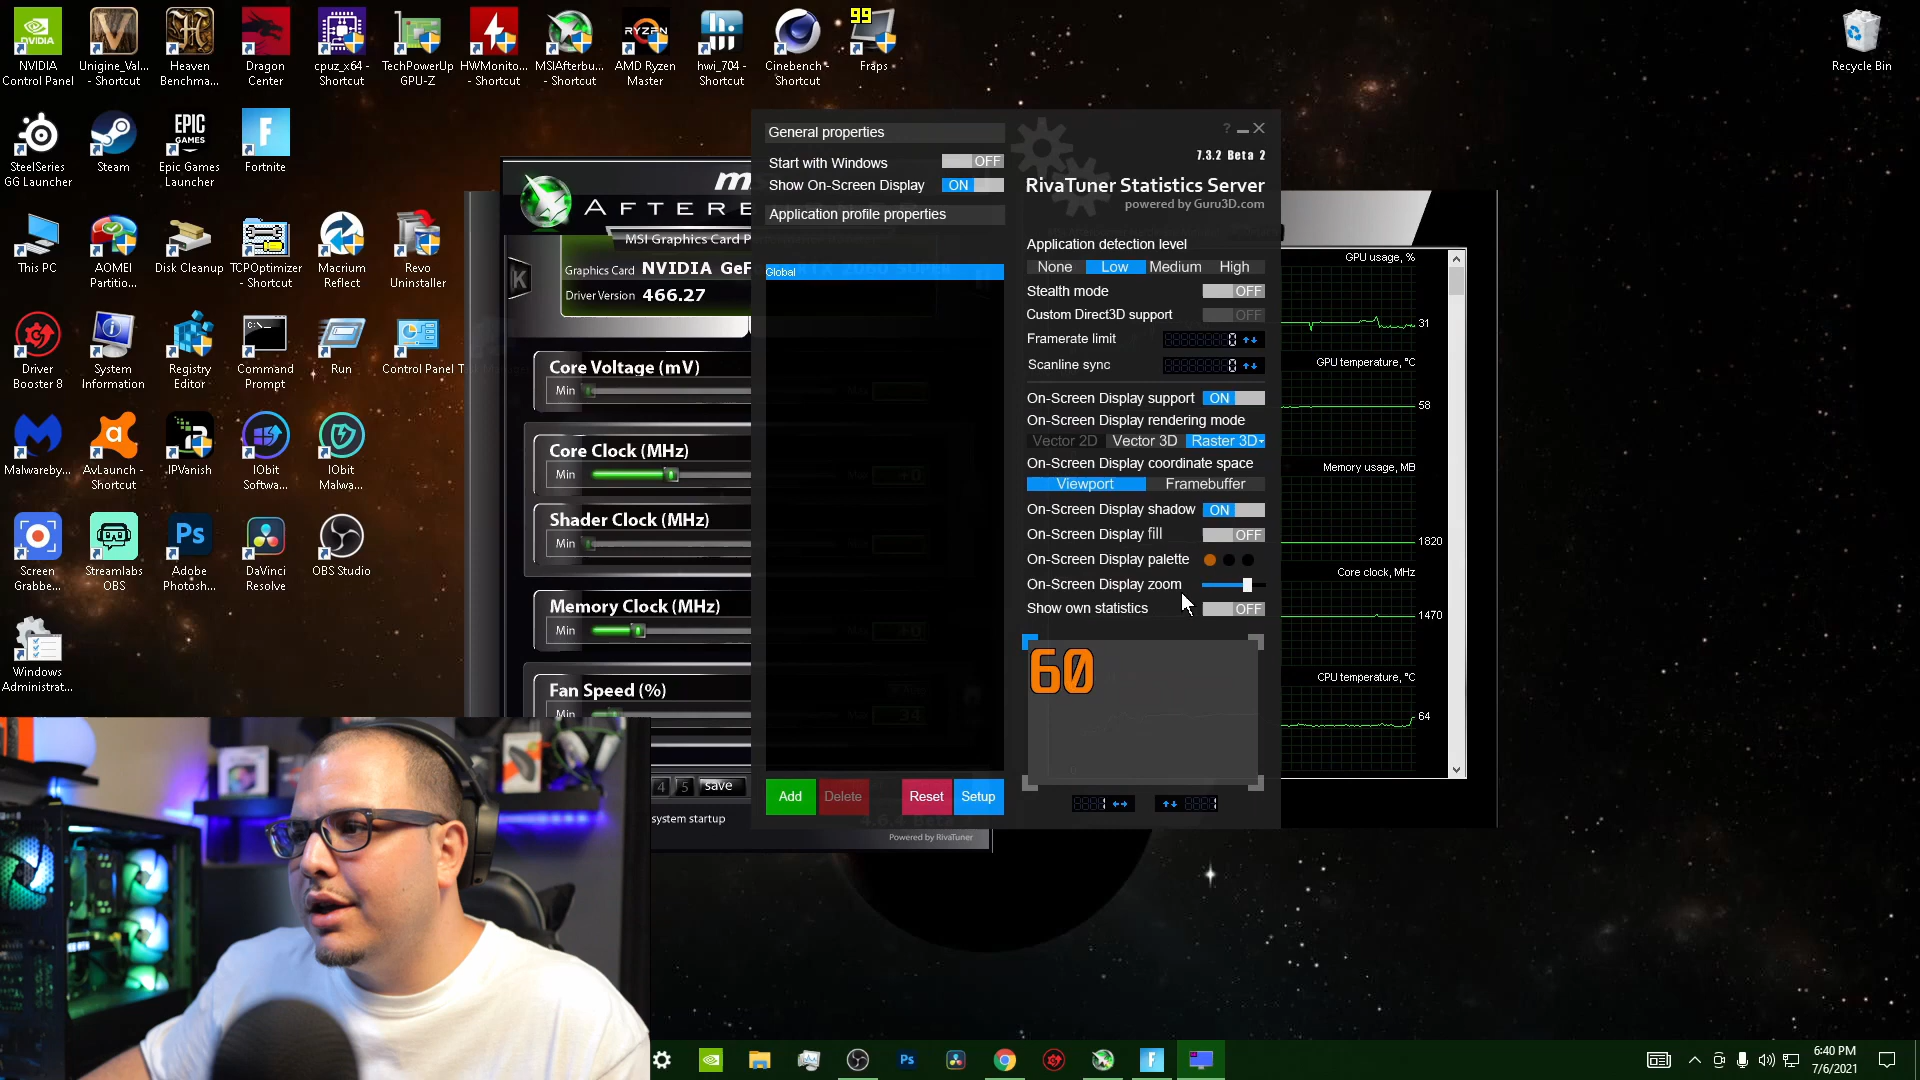 NVIDIA Control Panel
Unigine_Val... - Shortcut
Heaven Benchma...
Dragon Center
cpuz_x64 - Shortcut
TechPowerUp GPU-Z
HWMonito... - Shortcut
MSIAfterbu... - Shortcut
AMD Ryzen Master
hwi_704 - Shortcut
Cinebench - Shortcut
99
Fraps
Recycle Bin
SteelSeries GG Launcher
Steam
Epic Games Launcher
Fortnite
This PC
AOMEI Partitio...
Disk Cleanup
TCPOptimizer - Shortcut
Macrium Reflect
Revo Uninstaller
Driver Booster 8
System Information
Registry Editor
Command Prompt
Run
Control Panel
Malwareby...
AvLaunch - Shortcut
IPVanish
IObit Softwa...
IObit Malwa...
Screen Grabbe...
Streamlabs OBS
Adobe Photosh...
DaVinci Resolve
OBS Studio
Windows Administrat...
AFTERB
MSI Graphics Card P
Graphics Card NVIDIA GeF
Driver Version 466.27
Core Voltage (mV)
Min
Core Clock (MHz)
Min
Shader Clock (MHz)
Min
Memory Clock (MHz)
Min
Fan Speed (%)
Min
4 5 save
system startup
Powered by RivaTuner
General properties
Start with Windows OFF
Show On-Screen Display ON
Application profile properties
Global
Add Delete Reset Setup
? 
7.3.2 Beta 2
RivaTuner Statistics Server
powered by Guru3D.com
Application detection level
None Low Medium High
Stealth mode OFF
Custom Direct3D support OFF
Framerate limit 0
Scanline sync 0
On-Screen Display support ON
On-Screen Display rendering mode
Vector 2D Vector 3D Raster 3D
On-Screen Display coordinate space
Viewport Framebuffer
On-Screen Display shadow ON
On-Screen Display fill OFF
On-Screen Display palette
On-Screen Display zoom
Show own statistics OFF
60
1 1
GPU usage, %
31
GPU temperature, °C
58
Memory usage, MB
1820
Core clock, MHz
1470
CPU temperature, °C
64
6:40 PM
7/6/2021